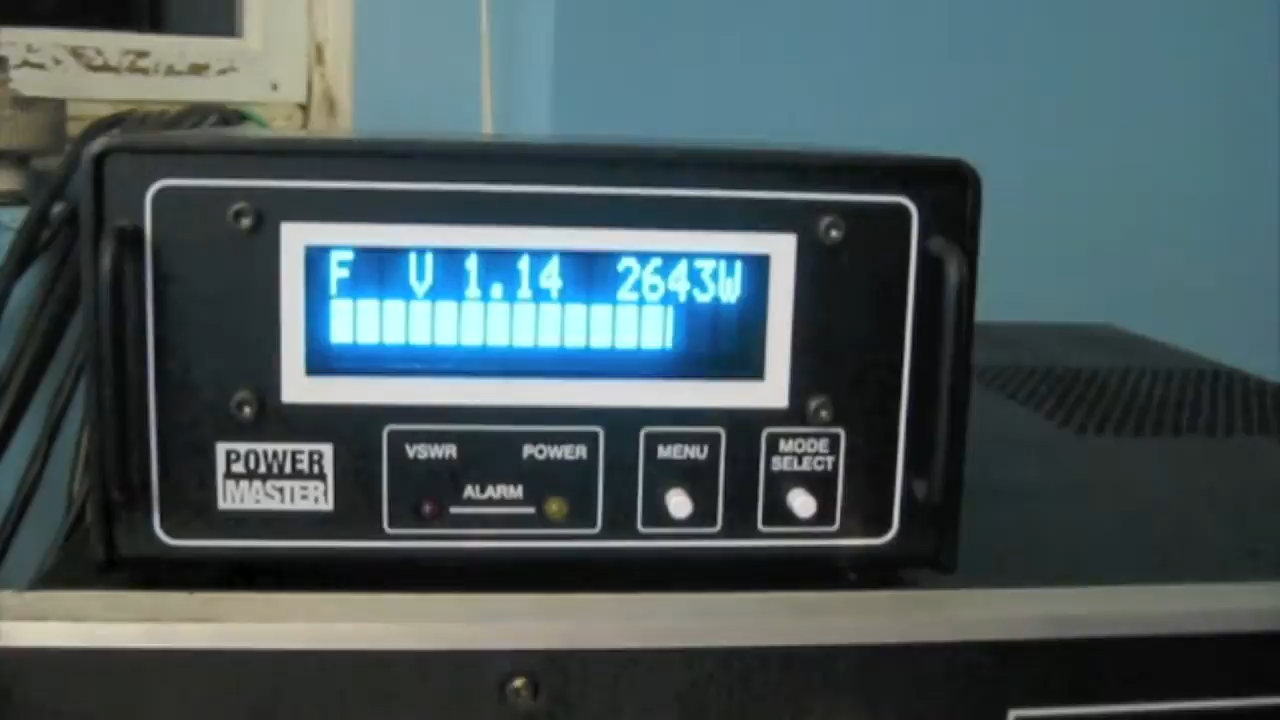 F V 1.14 2643W
POWER
MASTER
VSWR POWER
ALARM
MENU
MODE
SELECT